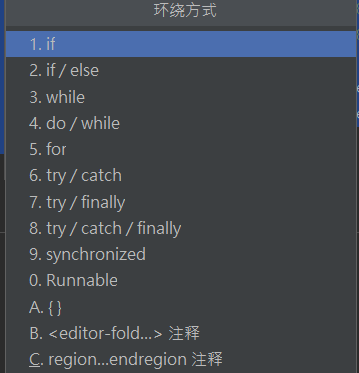 环绕方式
1. if
2. if / else
3. while
4. do / while
5. for
6. try / catch
7. try / finally
8. try / catch / finally
9. synchronized
0. Runnable
A. { }
B. <editor-fold...> 注释
C. region...endregion 注释